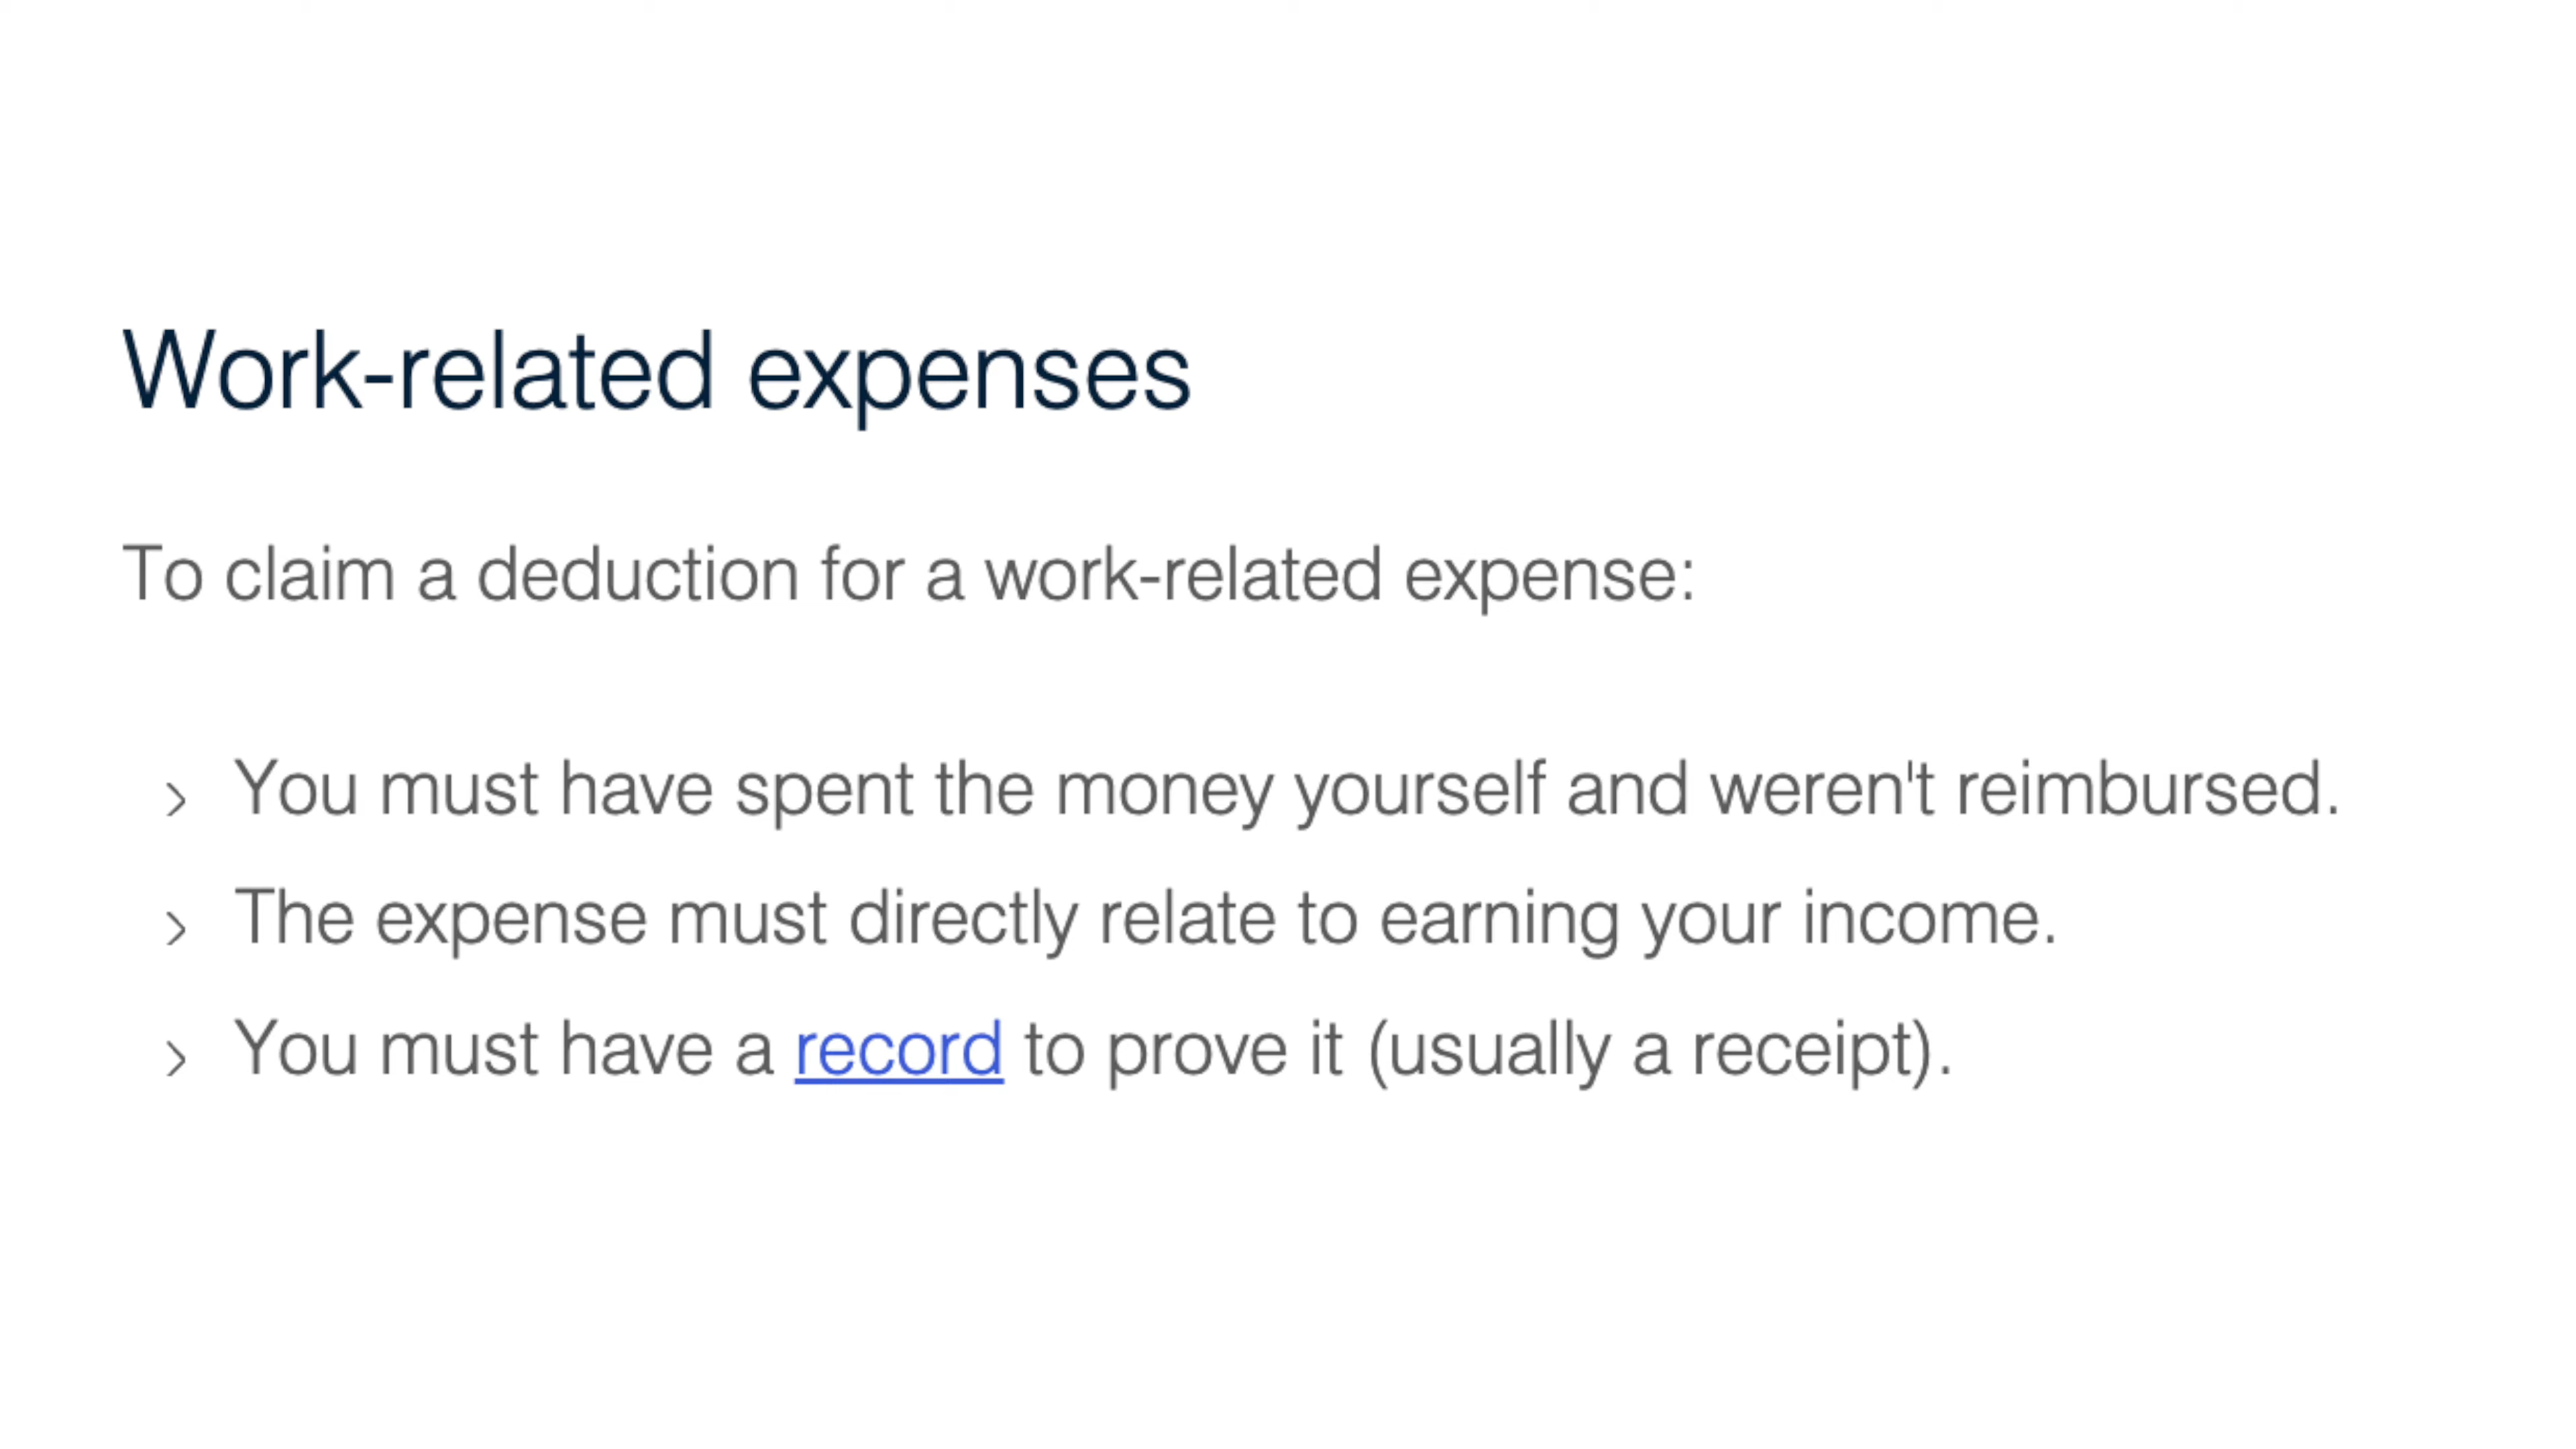 Work-related expenses
To claim a deduction for a work-related expense:
› You must have spent the money yourself and weren't reimbursed.
› The expense must directly relate to earning your income.
› You must have a record to prove it (usually a receipt).